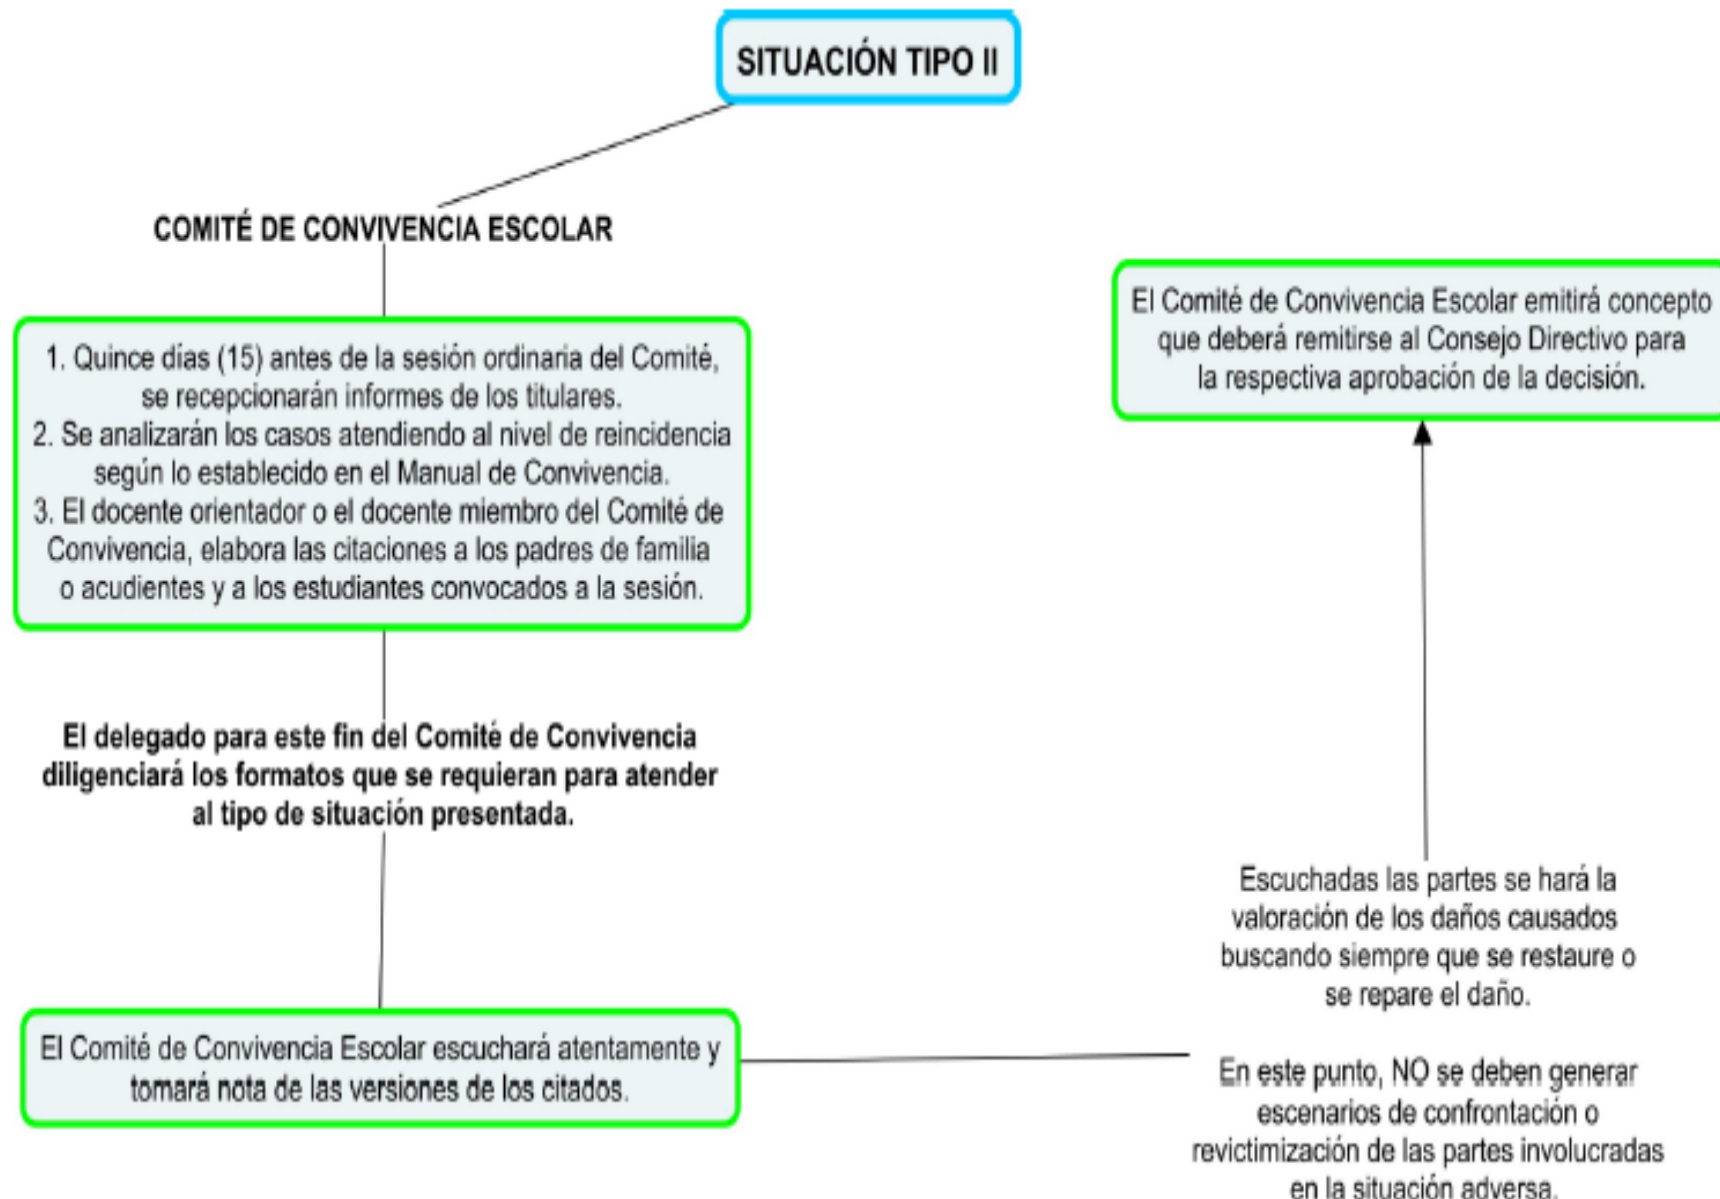 SITUACIÓN TIPO II
COMITÉ DE CONVIVENCIA ESCOLAR
1. Quince días (15) antes de la sesión ordinaria del Comité,
se recepcionarán informes de los titulares.
2. Se analizarán los casos atendiendo al nivel de reincidencia
según lo establecido en el Manual de Convivencia.
3. El docente orientador o el docente miembro del Comité de
Convivencia, elabora las citaciones a los padres de familia
o acudientes y a los estudiantes convocados a la sesión.
El delegado para este fin del Comité de Convivencia
diligenciará los formatos que se requieran para atender
al tipo de situación presentada.
El Comité de Convivencia Escolar escuchará atentamente y
tomará nota de las versiones de los citados.
Escuchadas las partes se hará la
valoración de los daños causados
buscando siempre que se restaure o
se repare el daño.
En este punto, NO se deben generar
escenarios de confrontación o
revictimización de las partes involucradas
en la situación adversa.
El Comité de Convivencia Escolar emitirá concepto
que deberá remitirse al Consejo Directivo para
la respectiva aprobación de la decisión.